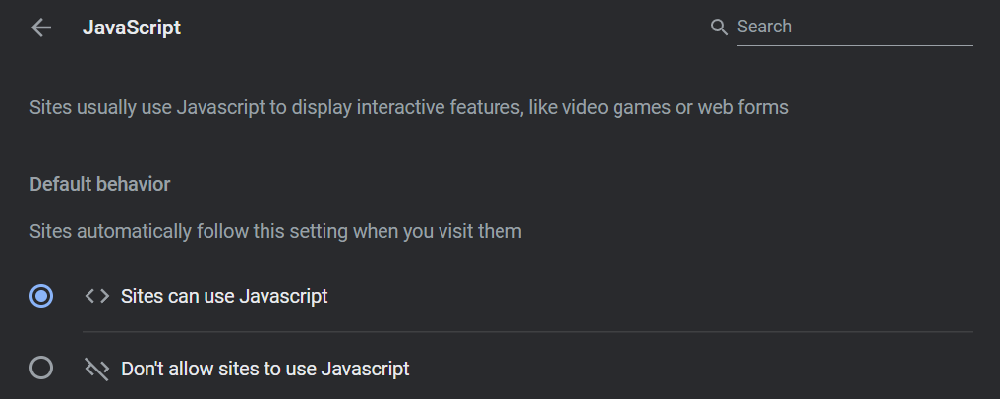 JavaScript
Search
Sites usually use Javascript to display interactive features, like video games or web forms
Default behavior
Sites automatically follow this setting when you visit them
Sites can use Javascript
Don't allow sites to use Javascript